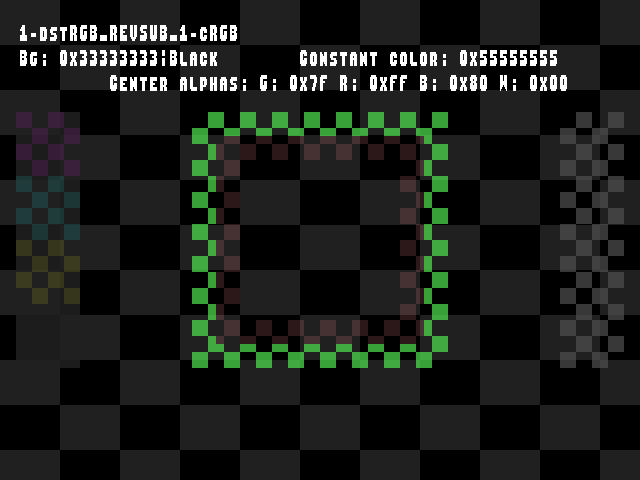 1-dstRGB_REVSUB_1-cRGB
Bg: 0x33333333¦Black Constant color: 0x55555555
Center alphas: G: 0x7f R: 0xff B: 0x80 W: 0x00